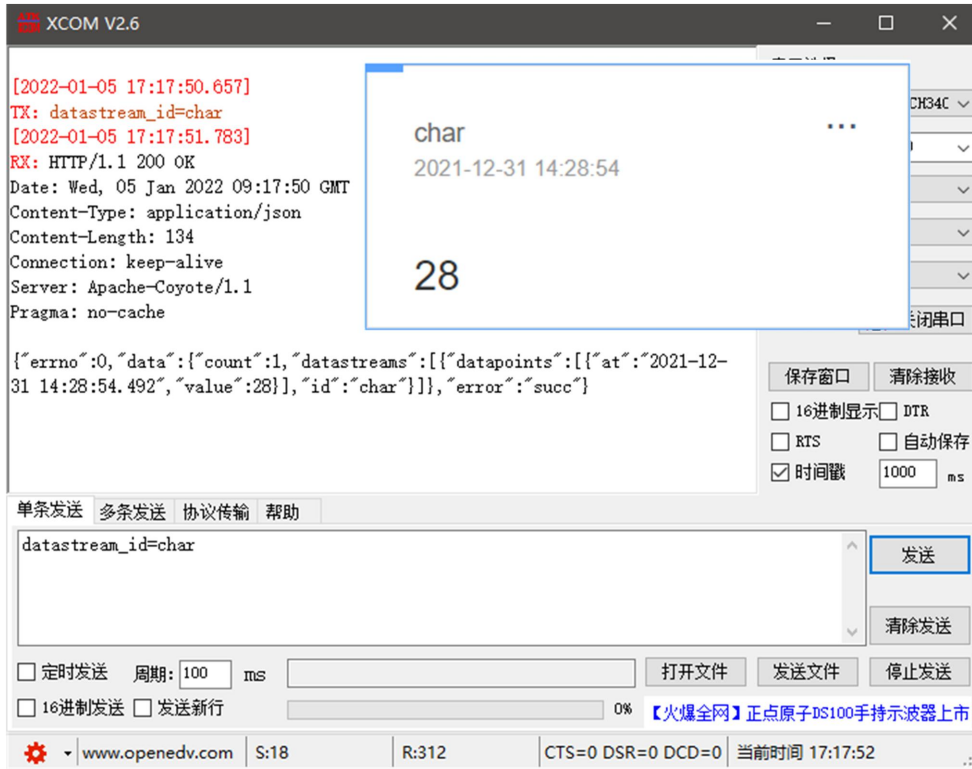 XCOM V2.6
[2022-01-05 17:17:50.657]
TX: datastream_id=char
[2022-01-05 17:17:51.783]
RX: HTTP/1.1 200 OK
Date: Wed, 05 Jan 2022 09:17:50 GMT
Content-Type: application/json
Content-Length: 134
Connection: keep-alive
Server: Apache-Coyote/1.1
Pragma: no-cache
{"errno":0,"data":{"count":1,"datastreams":[{"datapoints":[{"at":"2021-12-
31 14:28:54.492","value":28}],"id":"char"}]},"error":"succ"}
char
...
2021-12-31 14:28:54
28
CH34C
关闭串口
保存窗口 清除接收
16进制显示 DTR
RTS 自动保存
时间戳 1000 ms
单条发送 多条发送 协议传输 帮助
datastream_id=char
发送
清除发送
定时发送 周期: 100 ms 打开文件 发送文件 停止发送
16进制发送 发送新行 0% 【火爆全网】正点原子DS100手持示波器上市
www.openedv.com S:18 R:312 CTS=0 DSR=0 DCD=0 当前时间 17:17:52